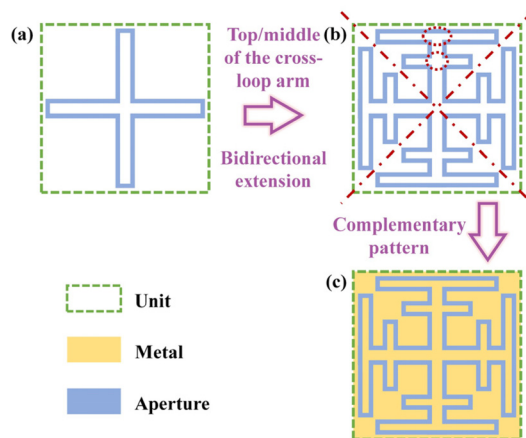 (a)
Top/middle
of the cross-
loop arm
Bidirectional
extension
(b)
Complementary
pattern
(c)
Unit
Metal
Aperture